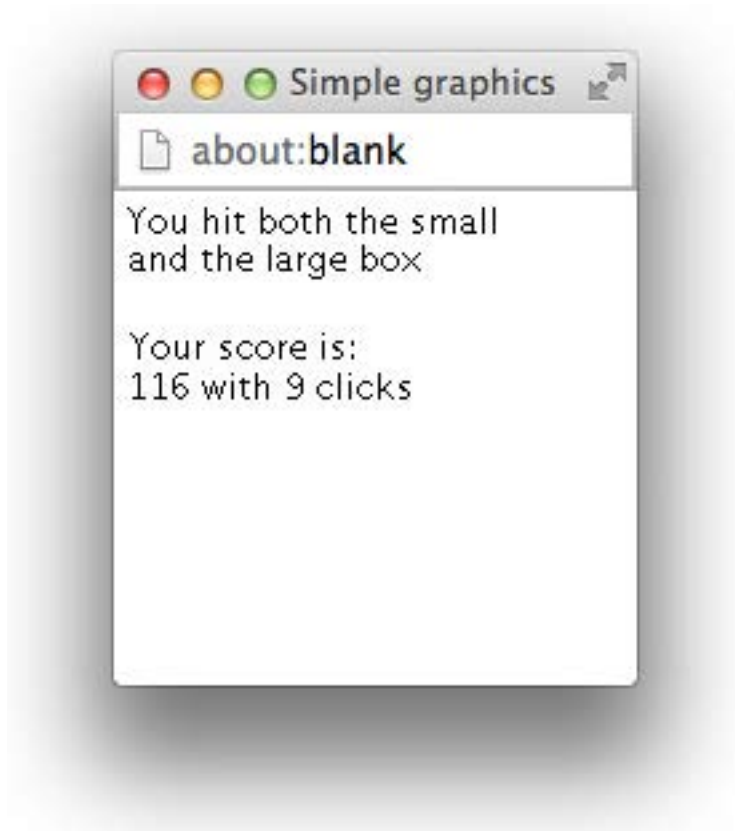 Simple graphics
about:blank
You hit both the small
and the large box
Your score is:
116 with 9 clicks